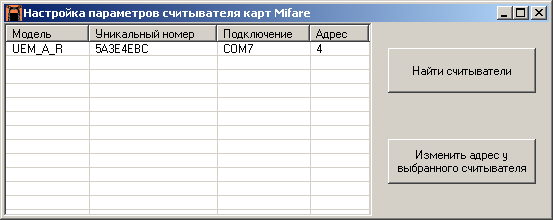 Настройка параметров считывателя карт Mifare
Модель Уникальный номер Подключение Адрес
UEM_A_R 5A3E4EBC COM7 4
Найти считыватели
Изменить адрес у
выбранного считывателя